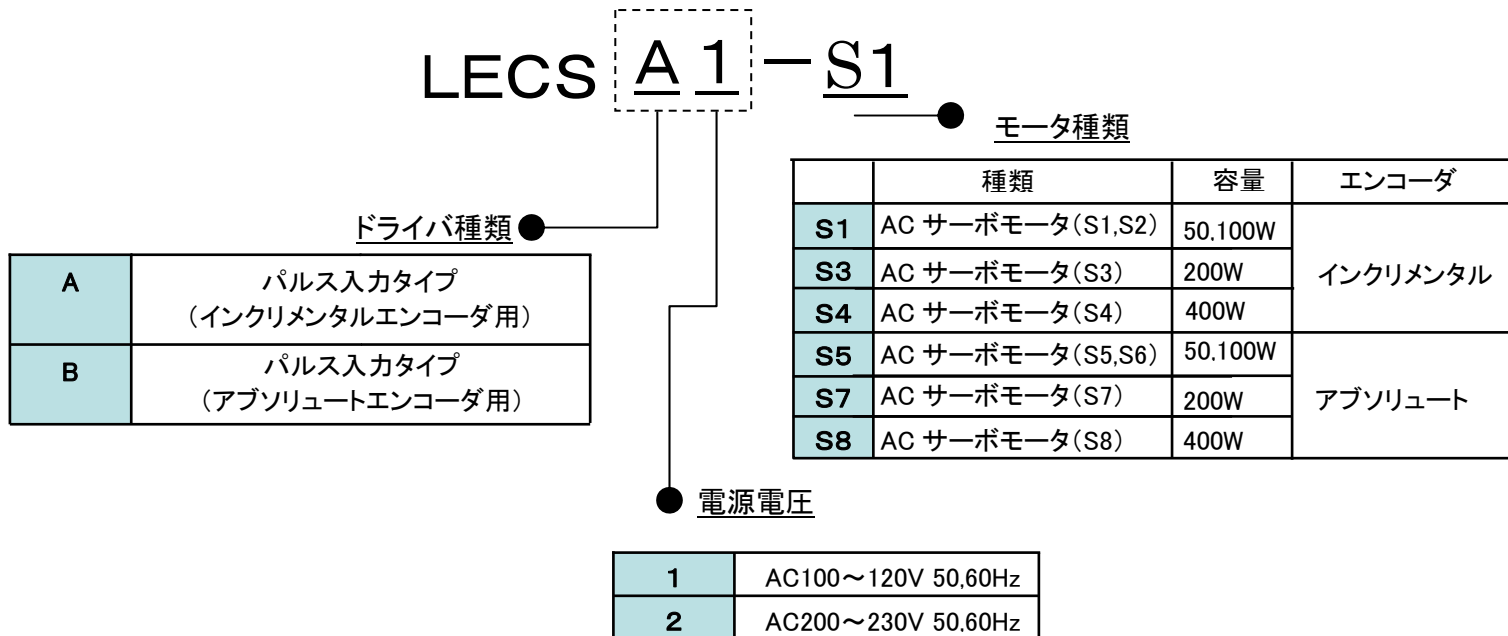 LECS A 1 - S1
モータ種類
種類 容量 エンコーダ
S1 AC サーボモータ(S1,S2) 50,100W
S3 AC サーボモータ(S3) 200W インクリメンタル
S4 AC サーボモータ(S4) 400W
S5 AC サーボモータ(S5,S6) 50,100W
S7 AC サーボモータ(S7) 200W アブソリュート
S8 AC サーボモータ(S8) 400W
ドライバ種類
A パルス入力タイプ
(インクリメンタルエンコーダ用)
B パルス入力タイプ
(アブソリュートエンコーダ用)
電源電圧
1 AC100~120V 50,60Hz
2 AC200~230V 50,60Hz